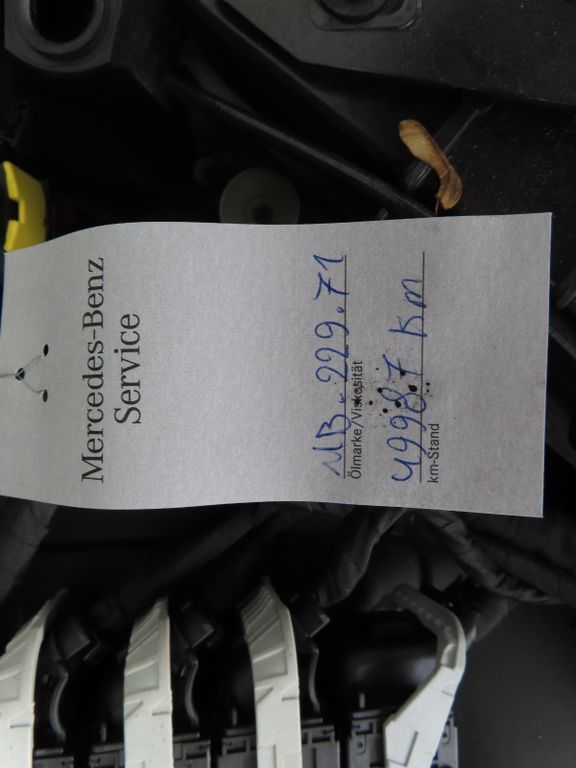 Mercedes-Benz
Service
MB. 229.71
Ölmarke/Viskosität
49987 km
km-Stand